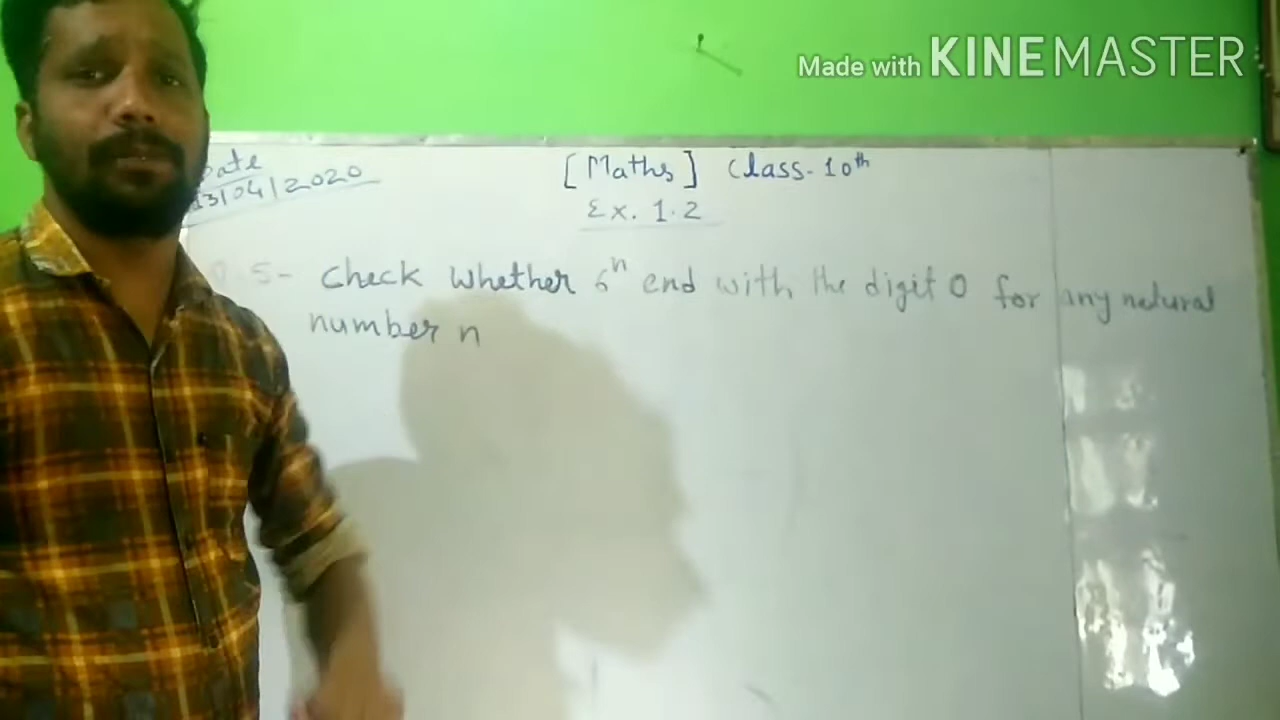 Made with KINEMASTER
Date
13/04/2020
[Maths] Class-10th
Ex. 1.2
5- Check whether 6ⁿ end with the digit 0 for any natural
number n